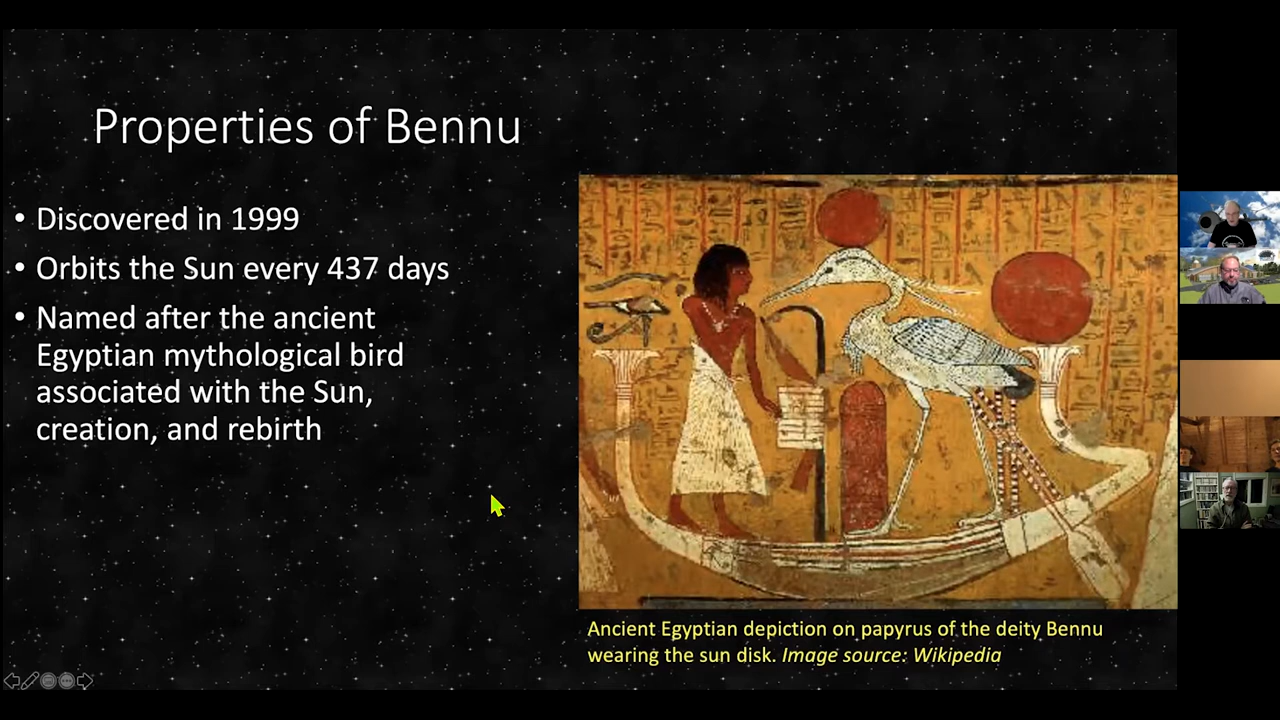 Properties of Bennu
• Discovered in 1999
• Orbits the Sun every 437 days
• Named after the ancient
Egyptian mythological bird
associated with the Sun,
creation, and rebirth
Ancient Egyptian depiction on papyrus of the deity Bennu
wearing the sun disk. Image source: Wikipedia